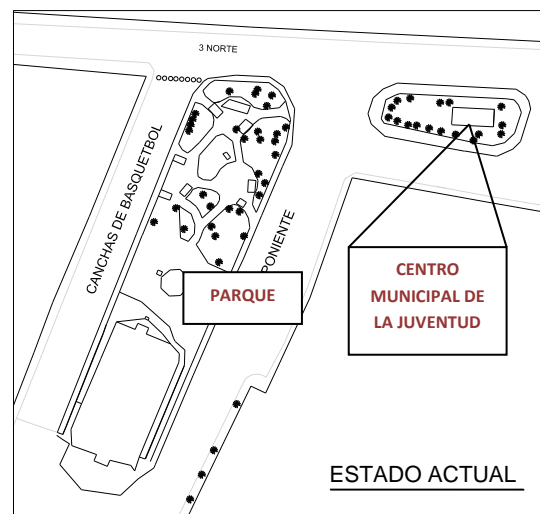 3 NORTE
CANCHAS DE BASQUETBOL
PONIENTE
PARQUE
CENTRO
MUNICIPAL DE
LA JUVENTUD
ESTADO ACTUAL